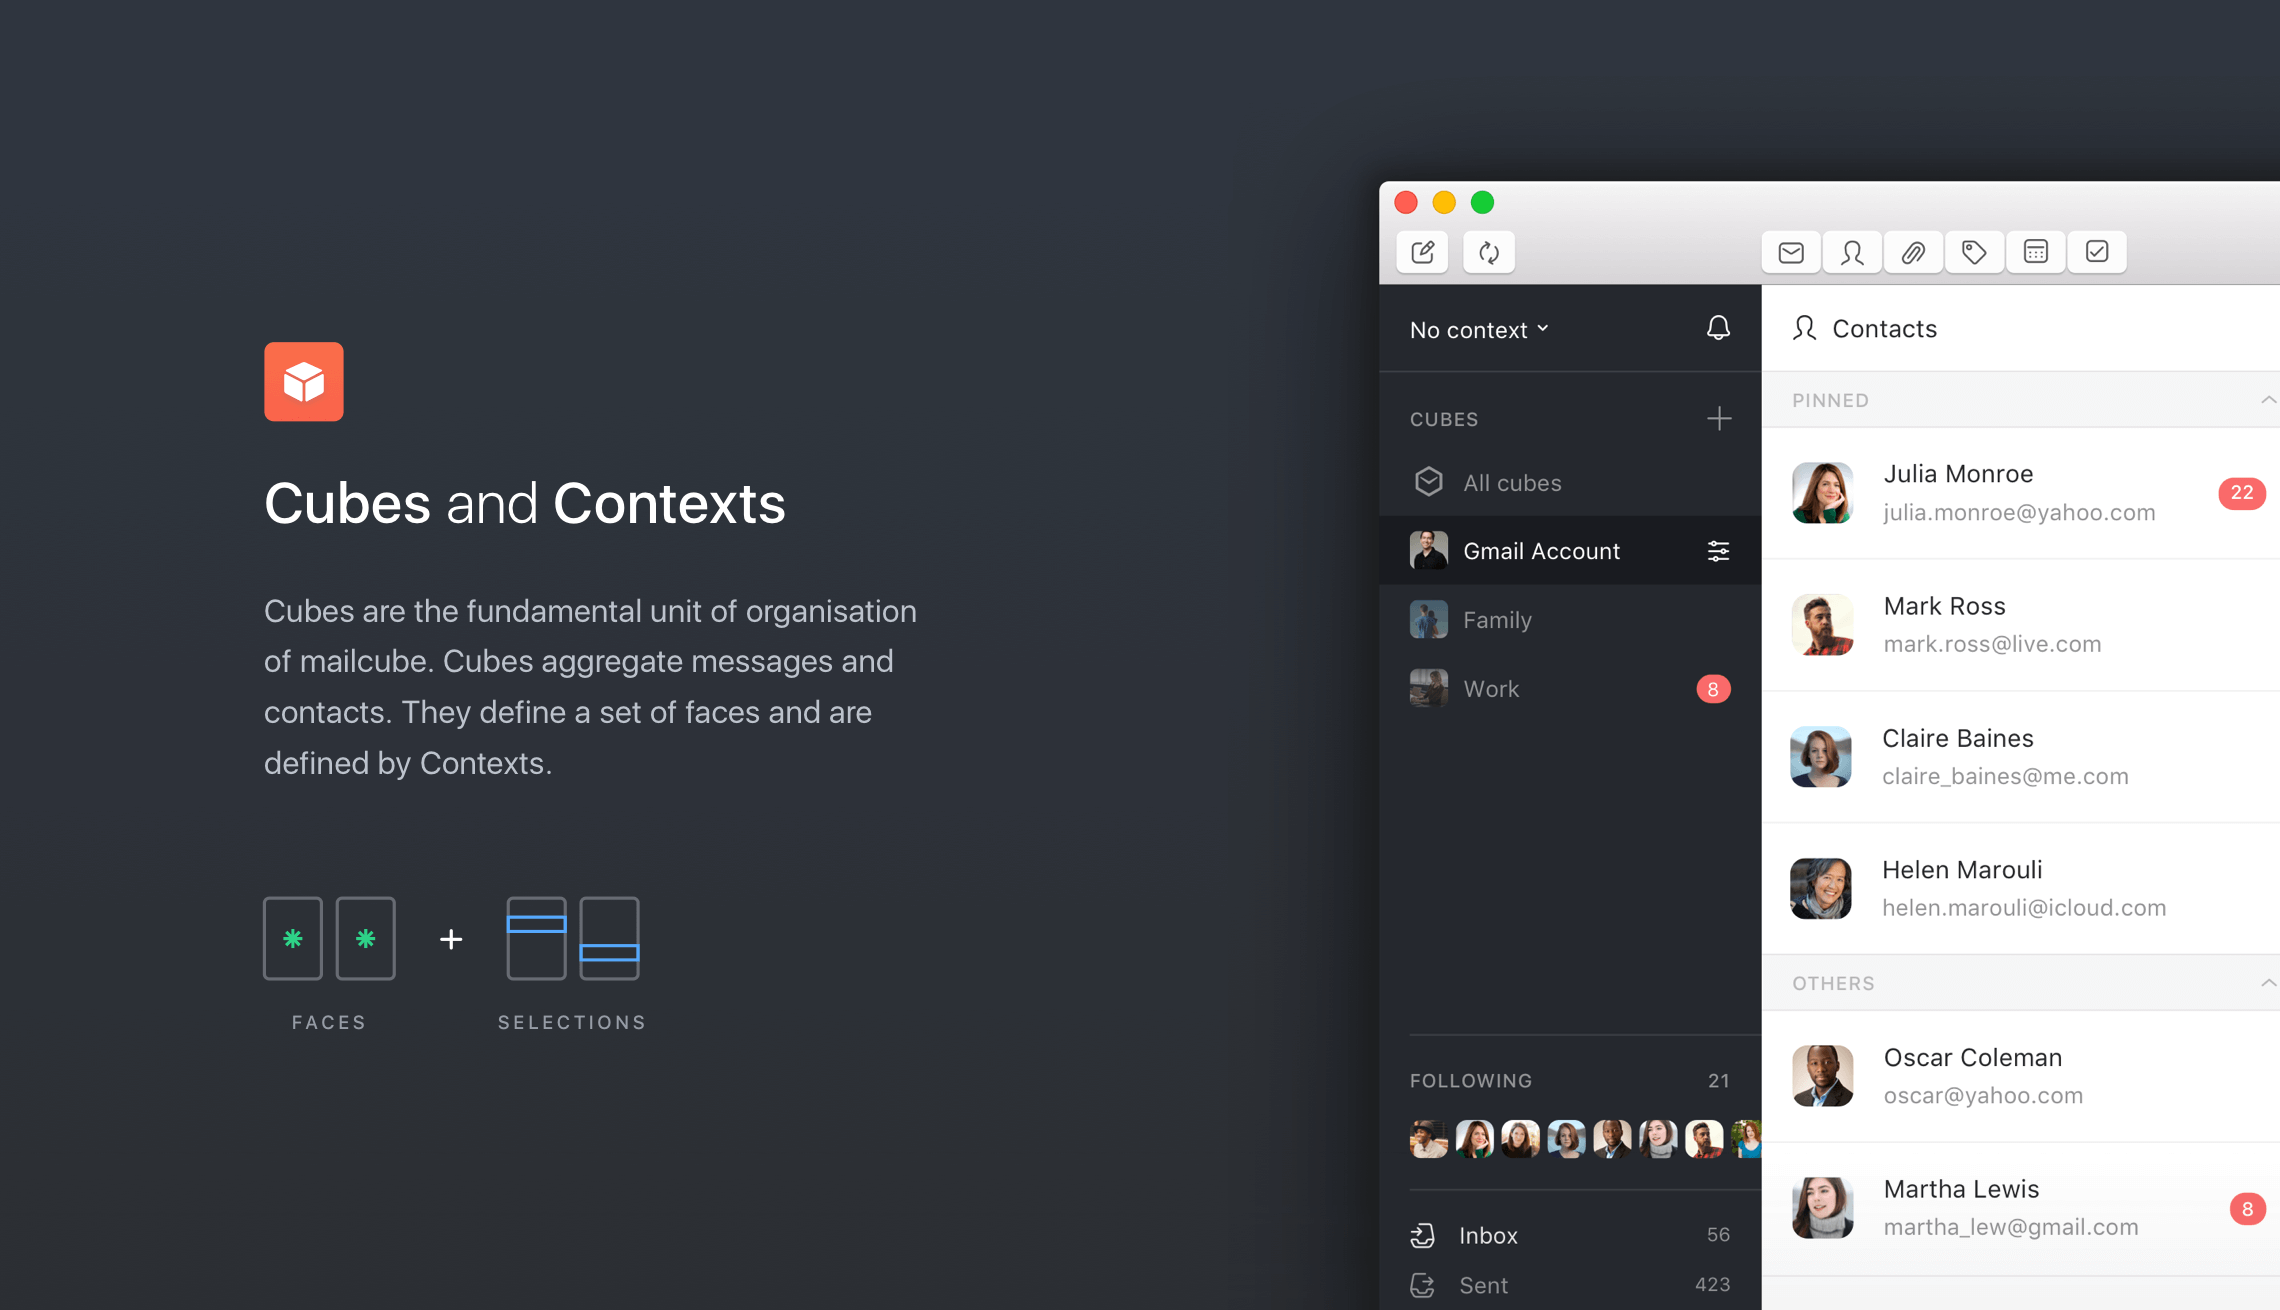 Cubes and Contexts
Cubes are the fundamental unit of organisation
of mailcube. Cubes aggregate messages and
contacts. They define a set of faces and are
defined by Contexts.
+
FACES
SELECTIONS
No context
CUBES
All cubes
Gmail Account
Family
Work
8
FOLLOWING
21
Inbox
56
Sent
423
Contacts
PINNED
Julia Monroe
julia.monroe@yahoo.com
22
Mark Ross
mark.ross@live.com
Claire Baines
claire_baines@me.com
Helen Marouli
helen.marouli@icloud.com
OTHERS
Oscar Coleman
oscar@yahoo.com
Martha Lewis
martha_lew@gmail.com
8